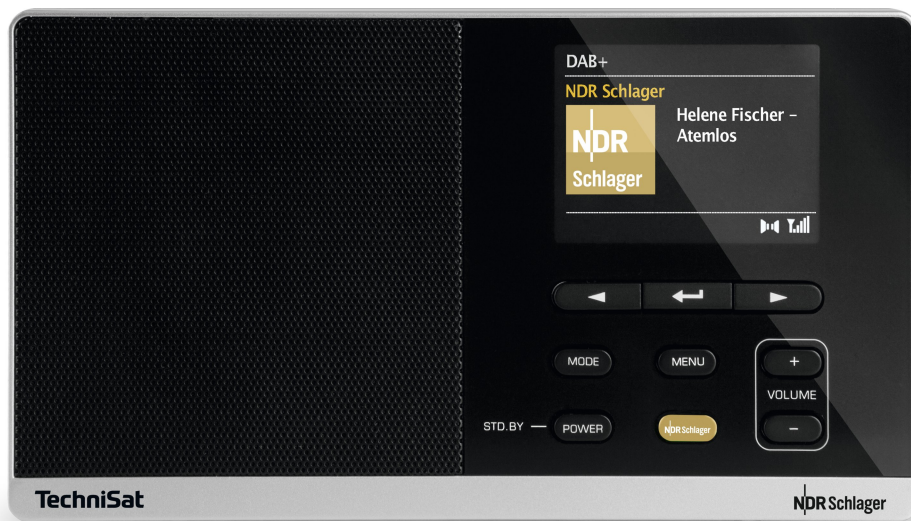 DAB+
NDR Schlager
NDR
Schlager
Helene Fischer –
Atemlos
MODE
MENU
+
VOLUME
–
STD.BY — POWER
NDR Schlager
TechniSat
NDR Schlager